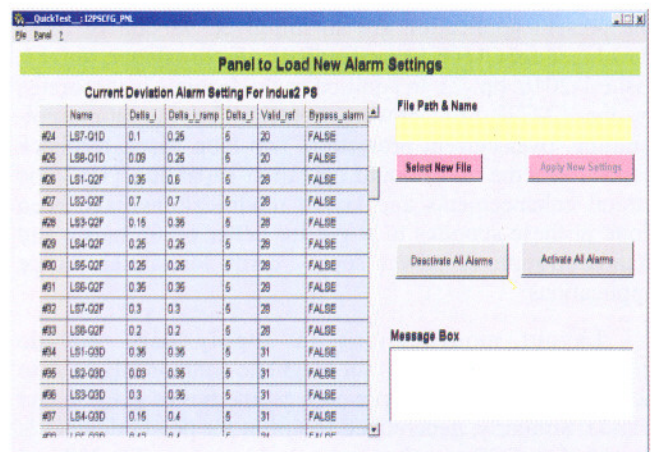 __QuickTest__: I2PSCFG_PNL
File Panel ?
Panel to Load New Alarm Settings
Current Deviation Alarm Setting For Indus2 PS
Name Delta_i Delta_i_ramp Delta_t Valid_ref Bypass_alarm
#24 LS7-Q1D 0.1 0.25 5 20 FALSE
#25 LS8-Q1D 0.09 0.25 5 20 FALSE
#26 LS1-Q2F 0.35 0.6 5 28 FALSE
#27 LS2-Q2F 0.7 0.7 5 28 FALSE
#28 LS3-Q2F 0.15 0.35 5 28 FALSE
#29 LS4-Q2F 0.25 0.25 5 28 FALSE
#30 LS5-Q2F 0.25 0.25 5 28 FALSE
#31 LS6-Q2F 0.35 0.35 5 28 FALSE
#32 LS7-Q2F 0.3 0.3 5 28 FALSE
#33 LS8-Q2F 0.2 0.2 5 28 FALSE
#34 LS1-Q3D 0.35 0.35 5 31 FALSE
#35 LS2-Q3D 0.03 0.35 5 31 FALSE
#36 LS3-Q3D 0.3 0.35 5 31 FALSE
#37 LS4-Q3D 0.15 0.4 5 31 FALSE
File Path & Name
Select New File
Apply New Settings
Deactivate All Alarms
Activate All Alarms
Message Box